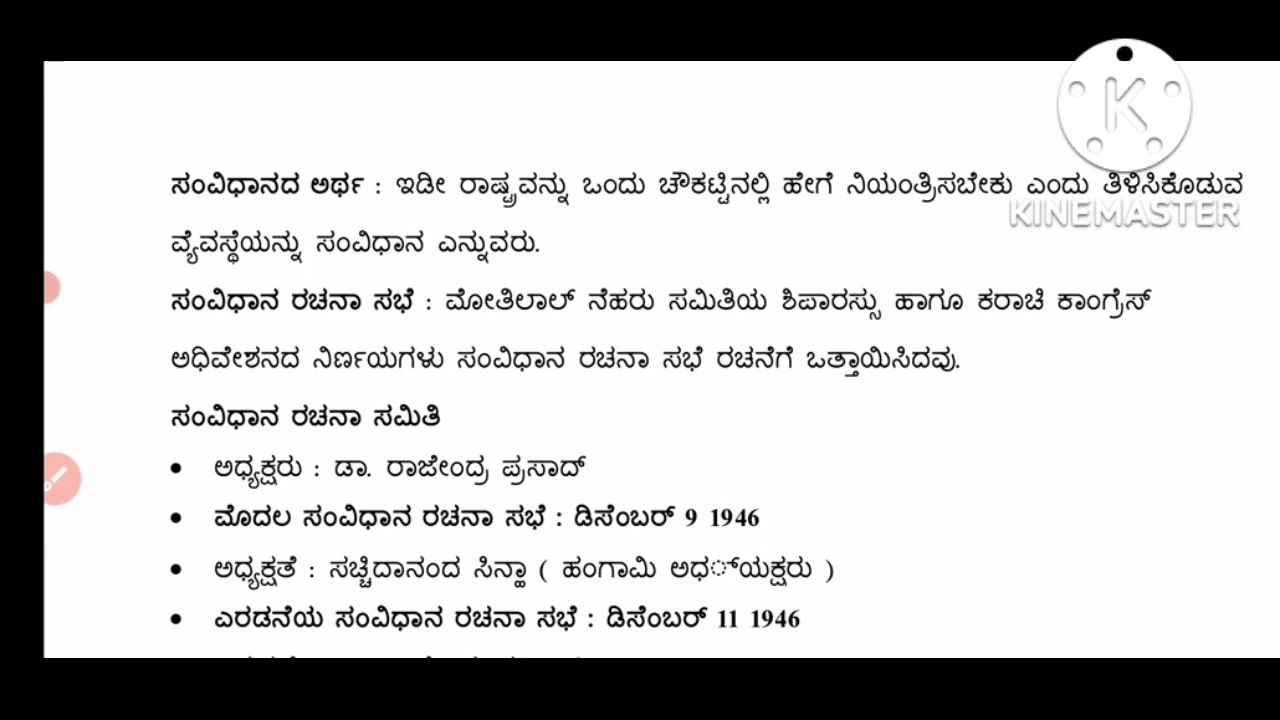 K
KINEMASTER
ಸಂವಿಧಾನದ ಅರ್ಥ : ಇಡೀ ರಾಷ್ಟ್ರವನ್ನು ಒಂದು ಚೌಕಟ್ಟಿನಲ್ಲಿ ಹೇಗೆ ನಿಯಂತ್ರಿಸಬೇಕು ಎಂದು ತಿಳಿಸಿಕೊಡುವ
ವ್ಯೆವಸ್ಥೆಯನ್ನು ಸಂವಿಧಾನ ಎನ್ನುವರು.
ಸಂವಿಧಾನ ರಚನಾ ಸಭೆ : ಮೋತಿಲಾಲ್ ನೆಹರು ಸಮಿತಿಯ ಶಿಪಾರಸ್ಸು ಹಾಗೂ ಕರಾಚಿ ಕಾಂಗ್ರೆಸ್
ಅಧಿವೇಶನದ ನಿರ್ಣಯಗಳು ಸಂವಿಧಾನ ರಚನಾ ಸಭೆ ರಚನೆಗೆ ಒತ್ತಾಯಿಸಿದವು.
ಸಂವಿಧಾನ ರಚನಾ ಸಮಿತಿ
• ಅಧ್ಯಕ್ಷರು : ಡಾ. ರಾಜೇಂದ್ರ ಪ್ರಸಾದ್
• ಮೊದಲ ಸಂವಿಧಾನ ರಚನಾ ಸಭೆ : ಡಿಸೆಂಬರ್ 9 1946
• ಅಧ್ಯಕ್ಷತೆ : ಸಚ್ಚಿದಾನಂದ ಸಿನ್ಹಾ ( ಹಂಗಾಮಿ ಅಧ್‌ಯಕ್ಷರು )
• ಎರಡನೆಯ ಸಂವಿಧಾನ ರಚನಾ ಸಭೆ : ಡಿಸೆಂಬರ್ 11 1946